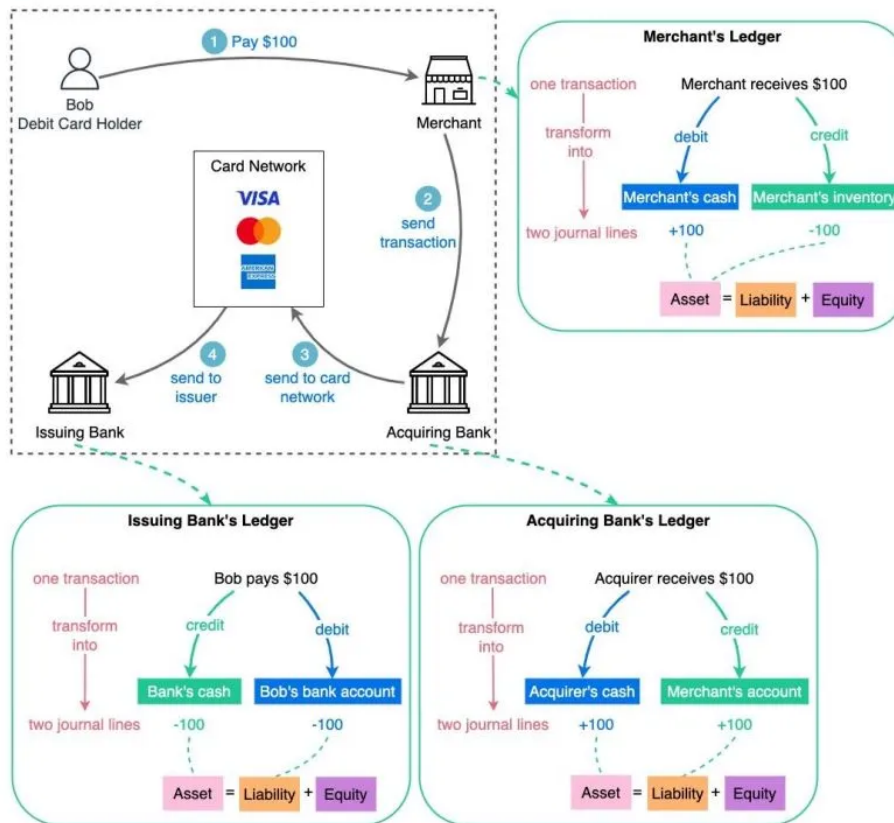 1 Pay $100
Bob
Debit Card Holder
Merchant
Card Network
VISA
AMERICAN
EXPRESS
2
send
transaction
3
send to card
network
4
send to
issuer
Issuing Bank
Acquiring Bank
Merchant's Ledger
one transaction
Merchant receives $100
transform
into
debit
credit
Merchant's cash
Merchant's inventory
two journal lines
+100
-100
Asset = Liability + Equity
Issuing Bank's Ledger
one transaction
Bob pays $100
transform
into
credit
debit
Bank's cash
Bob's bank account
two journal lines
-100
-100
Asset = Liability + Equity
Acquiring Bank's Ledger
one transaction
Acquirer receives $100
transform
into
debit
credit
Acquirer's cash
Merchant's account
two journal lines
+100
+100
Asset = Liability + Equity